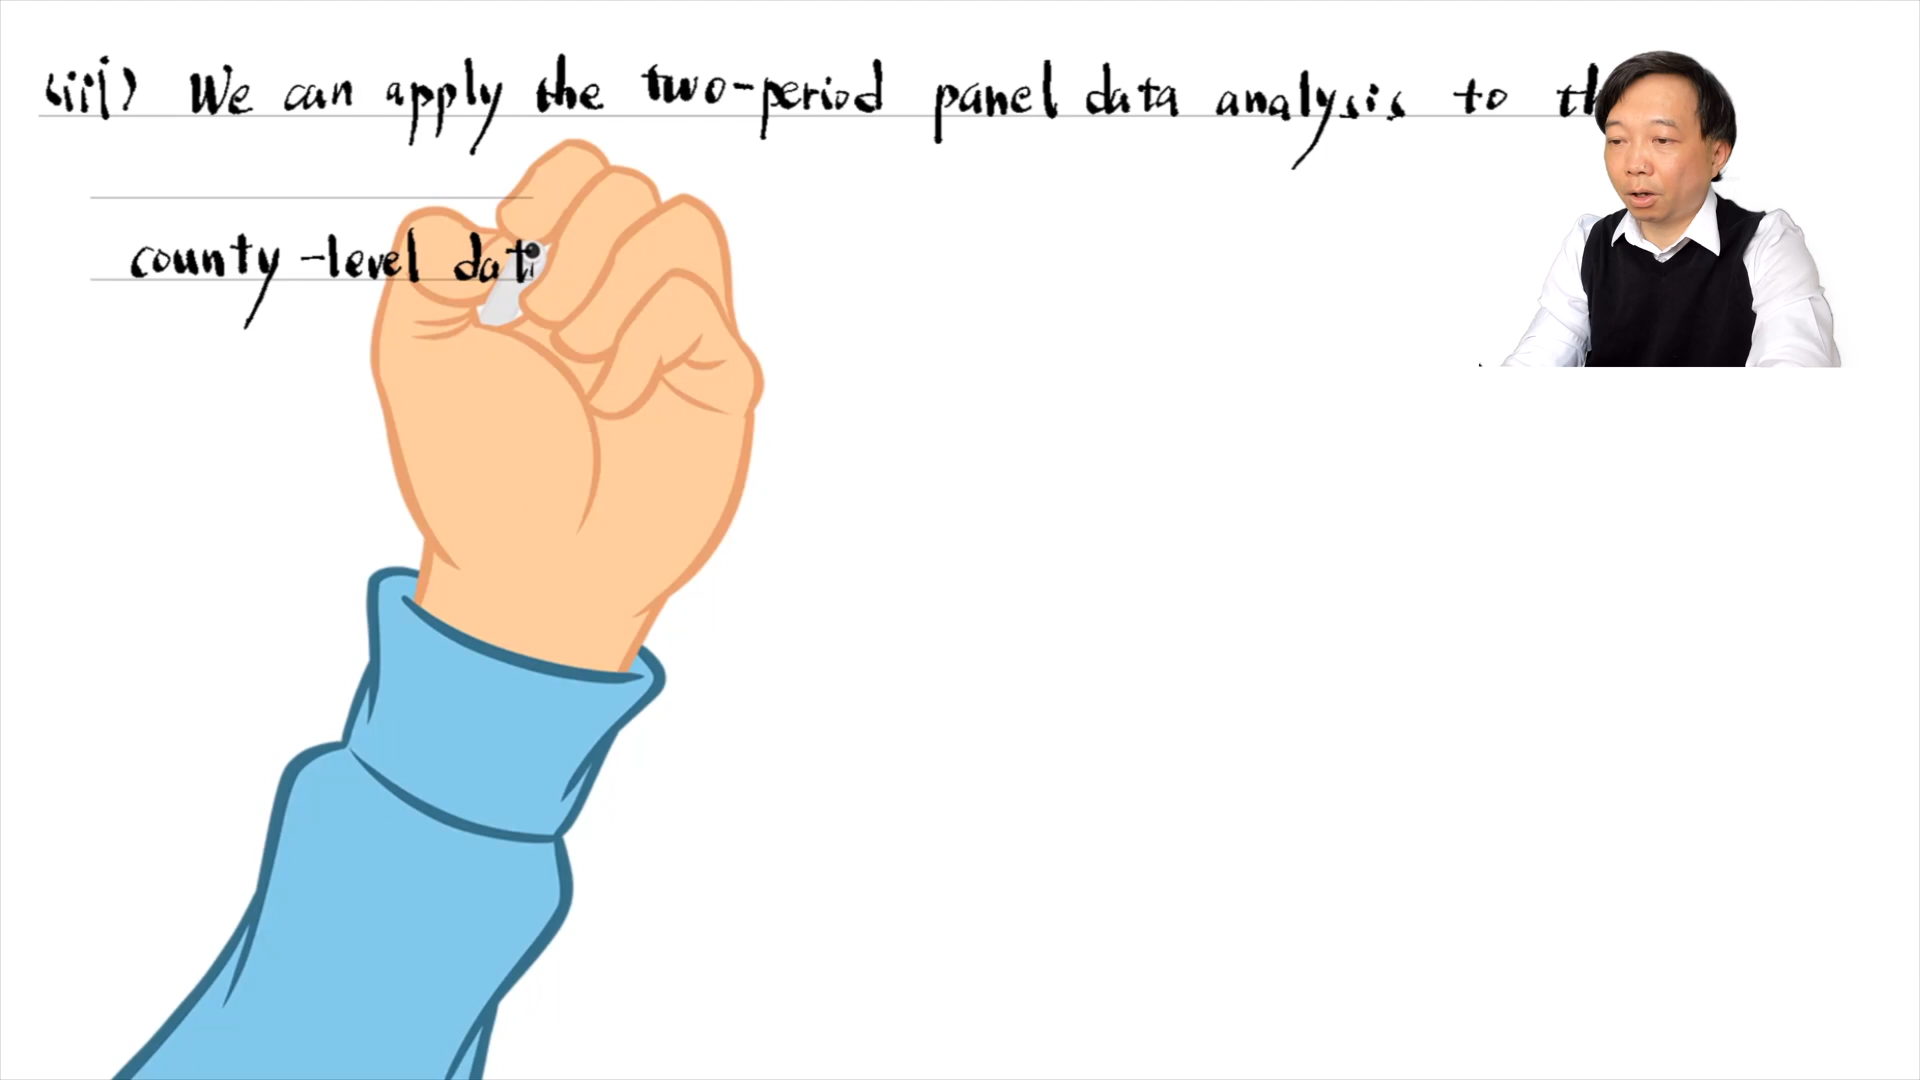 (iii) We can apply the two-period panel data analysis to th
county-level dat